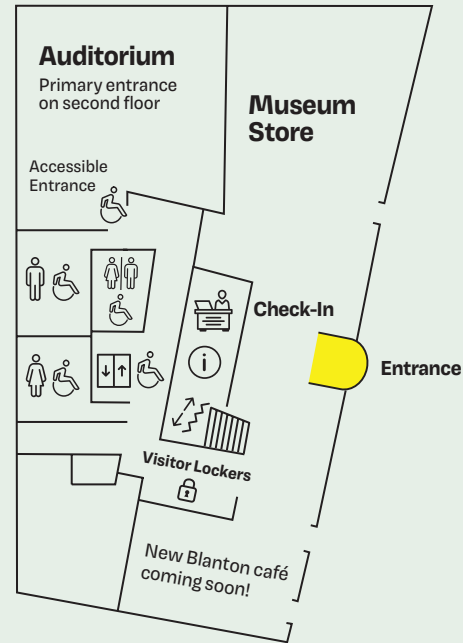 Auditorium
Primary entrance
on second floor
Museum
Store
Accessible
Entrance
Check-In
i
Entrance
Visitor Lockers
New Blanton café
coming soon!